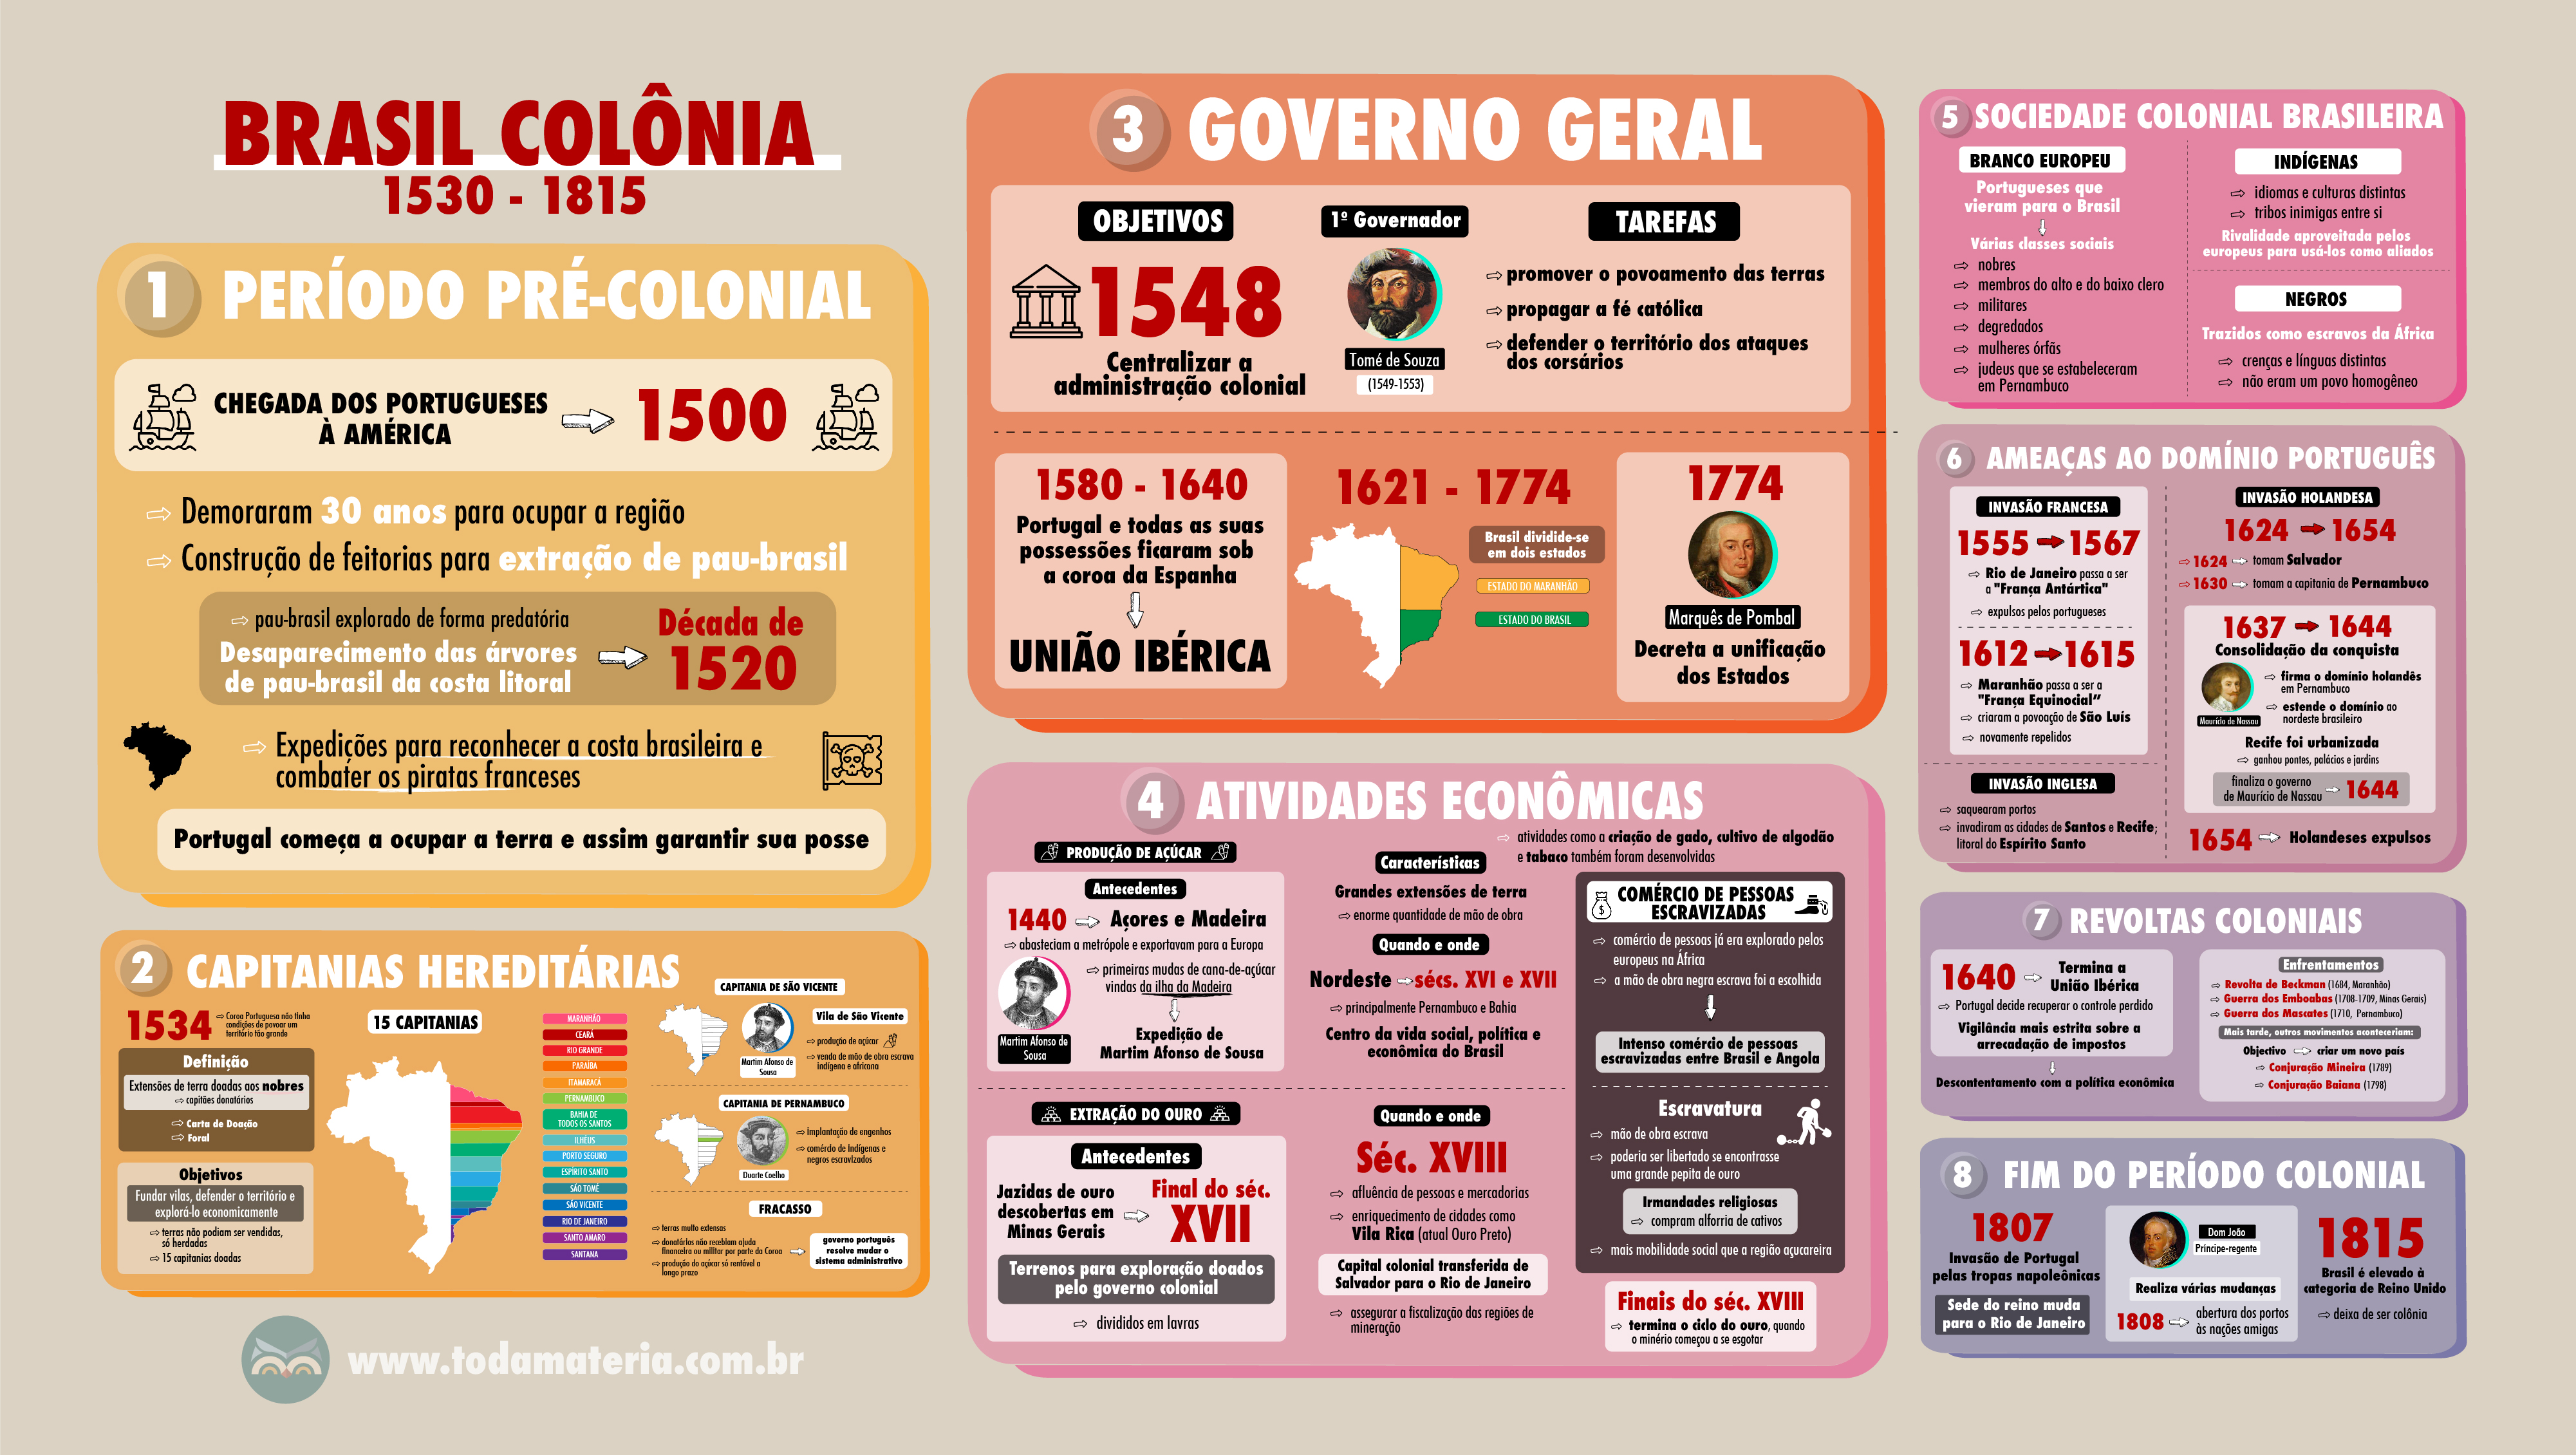 BRASIL COLÔNIA
1530 - 1815
1 PERÍODO PRÉ-COLONIAL
CHEGADA DOS PORTUGUESES
À AMÉRICA
1500
Demoraram 30 anos para ocupar a região
Construção de feitorias para extração de pau-brasil
pau-brasil explorado de forma predatória
Desaparecimento das árvores
de pau-brasil da costa litoral
Década de
1520
Expedições para reconhecer a costa brasileira e
combater os piratas franceses
Portugal começa a ocupar a terra e assim garantir sua posse
2 CAPITANIAS HEREDITÁRIAS
1534
Coroa Portuguesa não tinha
condições de povoar um
território tão grande
Definição
Extensões de terra doadas aos nobres
capitães donatários
Carta de Doação
Foral
Objetivos
Fundar vilas, defender o território e
explorá-lo economicamente
terras não podiam ser vendidas,
só herdadas
15 capitanias doadas
15 CAPITANIAS
MARANHÃO
CEARÁ
RIO GRANDE
PARAÍBA
ITAMARACÁ
PERNAMBUCO
BAHIA DE
TODOS OS SANTOS
ILHÉUS
PORTO SEGURO
ESPÍRITO SANTO
SÃO TOMÉ
SÃO VICENTE
RIO DE JANEIRO
SANTO AMARO
SANTANA
CAPITANIA DE SÃO VICENTE
Martim Afonso de
Sousa
Vila de São Vicente
produção de açúcar
venda de mão de obra escrava
indígena e africana
CAPITANIA DE PERNAMBUCO
Duarte Coelho
implantação de engenhos
comércio de indígenas e
negros escravizados
FRACASSO
terras muito extensas
donatários não recebiam ajuda
financeira ou militar por parte da Coroa
produção do açúcar só rentável a
longo prazo
governo português
resolve mudar o
sistema administrativo
www.todamateria.com.br
3 GOVERNO GERAL
OBJETIVOS
1548
Centralizar a
administração colonial
1º Governador
Tomé de Souza
(1549-1553)
TAREFAS
promover o povoamento das terras
propagar a fé católica
defender o território dos ataques
dos corsários
1580 - 1640
Portugal e todas as suas
possessões ficaram sob
a coroa da Espanha
UNIÃO IBÉRICA
1621 - 1774
Brasil dividide-se
em dois estados
ESTADO DO MARANHÃO
ESTADO DO BRASIL
1774
Marquês de Pombal
Decreta a unificação
dos Estados
4 ATIVIDADES ECONÔMICAS
atividades como a criação de gado, cultivo de algodão
e tabaco também foram desenvolvidas
PRODUÇÃO DE AÇÚCAR
Antecedentes
1440 Açores e Madeira
abasteciam a metrópole e exportavam para a Europa
primeiras mudas de cana-de-açúcar
vindas da ilha da Madeira
Martim Afonso de
Sousa
Expedição de
Martim Afonso de Sousa
Características
Grandes extensões de terra
enorme quantidade de mão de obra
Quando e onde
Nordeste sécs. XVI e XVII
principalmente Pernambuco e Bahia
Centro da vida social, política e
econômica do Brasil
EXTRAÇÃO DO OURO
Antecedentes
Jazidas de ouro
descobertas em
Minas Gerais
Final do séc.
XVII
Terrenos para exploração doados
pelo governo colonial
divididos em lavras
Quando e onde
Séc. XVIII
afluência de pessoas e mercadorias
enriquecimento de cidades como
Vila Rica (atual Ouro Preto)
Capital colonial transferida de
Salvador para o Rio de Janeiro
assegurar a fiscalização das regiões de
mineração
COMÉRCIO DE PESSOAS
ESCRAVIZADAS
comércio de pessoas já era explorado pelos
europeus na África
a mão de obra negra escrava foi a escolhida
Intenso comércio de pessoas
escravizadas entre Brasil e Angola
Escravatura
mão de obra escrava
poderia ser libertado se encontrasse
uma grande pepita de ouro
Irmandades religiosas
compram alforria de cativos
mais mobilidade social que a região açucareira
Finais do séc. XVIII
termina o ciclo do ouro, quando
o minério começou a se esgotar
5 SOCIEDADE COLONIAL BRASILEIRA
BRANCO EUROPEU
Portugueses que
vieram para o Brasil
Várias classes sociais
nobres
membros do alto e do baixo clero
militares
degredados
mulheres órfãs
judeus que se estabeleceram
em Pernambuco
INDÍGENAS
idiomas e culturas distintas
tribos inimigas entre si
Rivalidade aproveitada pelos
europeus para usá-los como aliados
NEGROS
Trazidos como escravos da África
crenças e línguas distintas
não eram um povo homogêneo
6 AMEAÇAS AO DOMÍNIO PORTUGUÊS
INVASÃO FRANCESA
1555 1567
Rio de Janeiro passa a ser
a "França Antártica"
expulsos pelos portugueses
1612 1615
Maranhão passa a ser a
"França Equinocial"
criaram a povoação de São Luís
novamente repelidos
INVASÃO INGLESA
saquearam portos
invadiram as cidades de Santos e Recife;
litoral do Espírito Santo
INVASÃO HOLANDESA
1624 1654
1624 tomam Salvador
1630 tomam a capitania de Pernambuco
1637 1644
Consolidação da conquista
Maurício de Nassau
firma o domínio holandês
em Pernambuco
estende o domínio ao
nordeste brasileiro
Recife foi urbanizada
ganhou pontes, palácios e jardins
finaliza o governo
de Maurício de Nassau
1644
1654 Holandeses expulsos
7 REVOLTAS COLONIAIS
1640
Termina a
União Ibérica
Portugal decide recuperar o controle perdido
Vigilância mais estrita sobre a
arrecadação de impostos
Descontentamento com a política econômica
Enfrentamentos
Revolta de Beckman (1684, Maranhão)
Guerra dos Emboabas (1708-1709, Minas Gerais)
Guerra dos Mascates (1710, Pernambuco)
Mais tarde, outros movimentos aconteceriam:
Objectivo criar um novo país
Conjuração Mineira (1789)
Conjuração Baiana (1798)
8 FIM DO PERÍODO COLONIAL
1807
Invasão de Portugal
pelas tropas napoleônicas
Sede do reino muda
para o Rio de Janeiro
Dom João
Príncipe-regente
Realiza várias mudanças
1808
abertura dos portos
às nações amigas
1815
Brasil é elevado à
categoria de Reino Unido
deixa de ser colônia